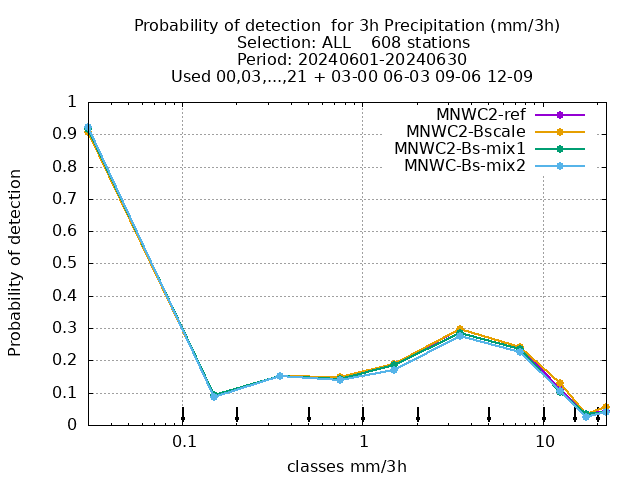 Probability of detection  for 3h Precipitation (mm/3h)
Selection: ALL    608 stations
Period: 20240601-20240630
Used 00,03,...,21 + 03-00 06-03 09-06 12-09
MNWC2-ref
MNWC2-Bscale
MNWC2-Bs-mix1
MNWC-Bs-mix2
Probability of detection
1
0.9
0.8
0.7
0.6
0.5
0.4
0.3
0.2
0.1
0
0.1
1
10
classes mm/3h